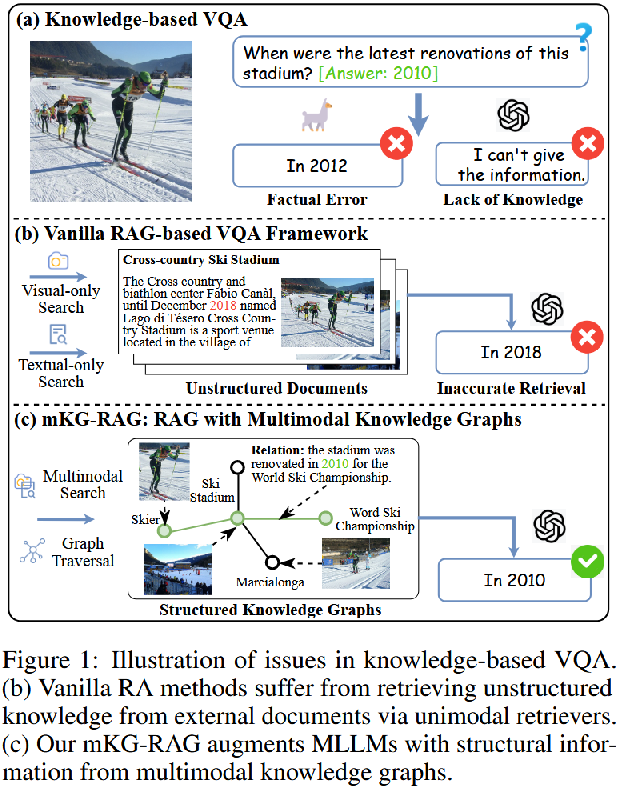 (a) Knowledge-based VQA
When were the latest renovations of this
stadium? [Answer: 2010]
?
In 2012
Factual Error
I can't give
the information.
Lack of Knowledge
(b) Vanilla RAG-based VQA Framework
Visual-only
Search
Textual-only
Search
Cross-country Ski Stadium
The Cross country and
biathlon center Fabio Canal,
until December 2018 named
Lago di Tésero Cross Coun-
try Stadium is a sport venue
located in the village of
Unstructured Documents
In 2018
Inaccurate Retrieval
(c) mKG-RAG: RAG with Multimodal Knowledge Graphs
Multimodal
Search
Graph
Traversal
Relation: the stadium was
renovated in 2010 for the
World Ski Championship.
Ski
Stadium
Skier
Word Ski
Championship
Marcialonga
Structured Knowledge Graphs
In 2010
Figure 1: Illustration of issues in knowledge-based VQA.
(b) Vanilla RA methods suffer from retrieving unstructured
knowledge from external documents via unimodal retrievers.
(c) Our mKG-RAG augments MLLMs with structural infor-
mation from multimodal knowledge graphs.